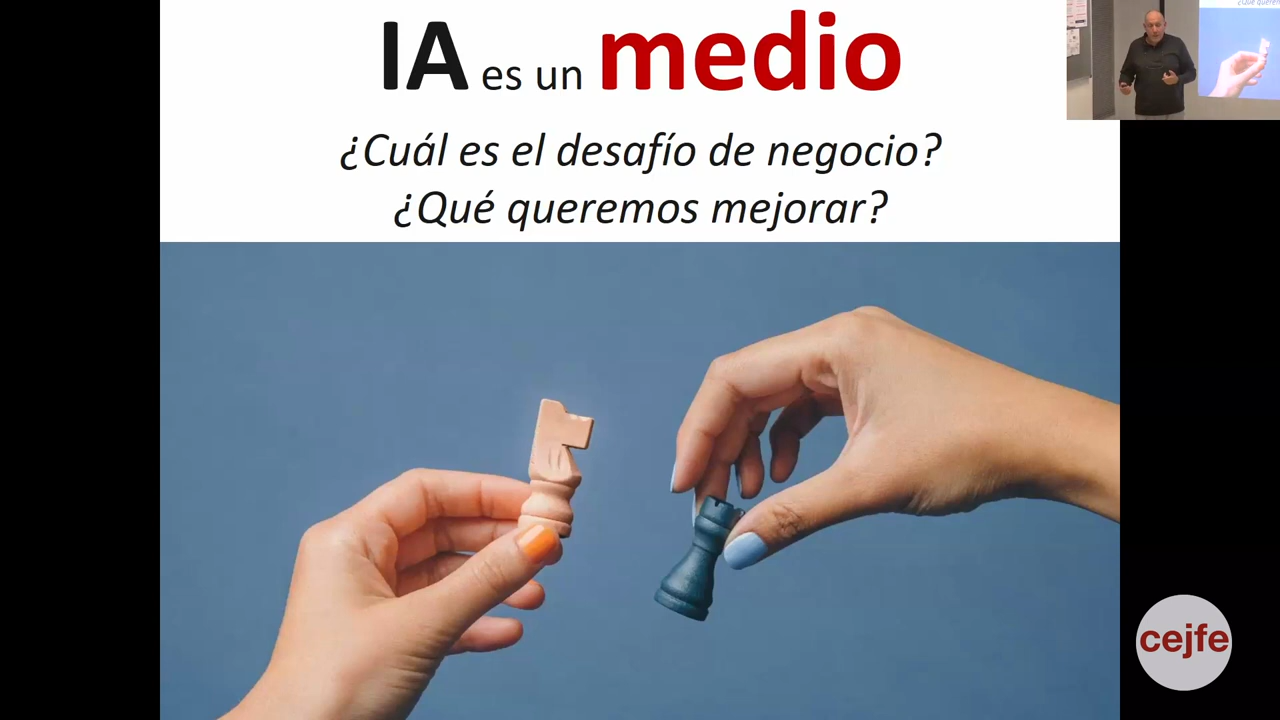 IA es un medio
¿Cuál es el desafío de negocio?
¿Qué queremos mejorar?
cejfe